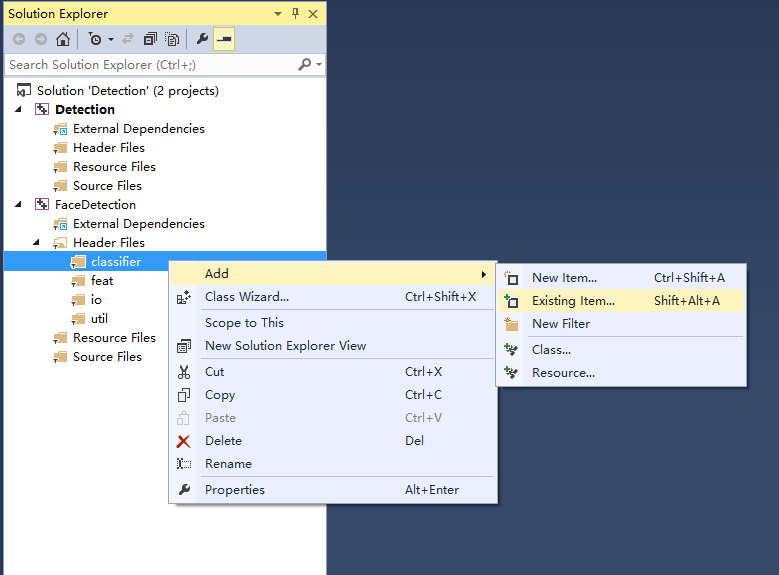 Solution Explorer
Search Solution Explorer (Ctrl+;)
Solution 'Detection' (2 projects)
Detection
External Dependencies
Header Files
Resource Files
Source Files
FaceDetection
External Dependencies
Header Files
classifier
feat
io
util
Resource Files
Source Files
Add
Class Wizard... Ctrl+Shift+X
Scope to This
New Solution Explorer View
Cut Ctrl+X
Copy Ctrl+C
Paste Ctrl+V
Delete Del
Rename
Properties Alt+Enter
New Item... Ctrl+Shift+A
Existing Item... Shift+Alt+A
New Filter
Class...
Resource...